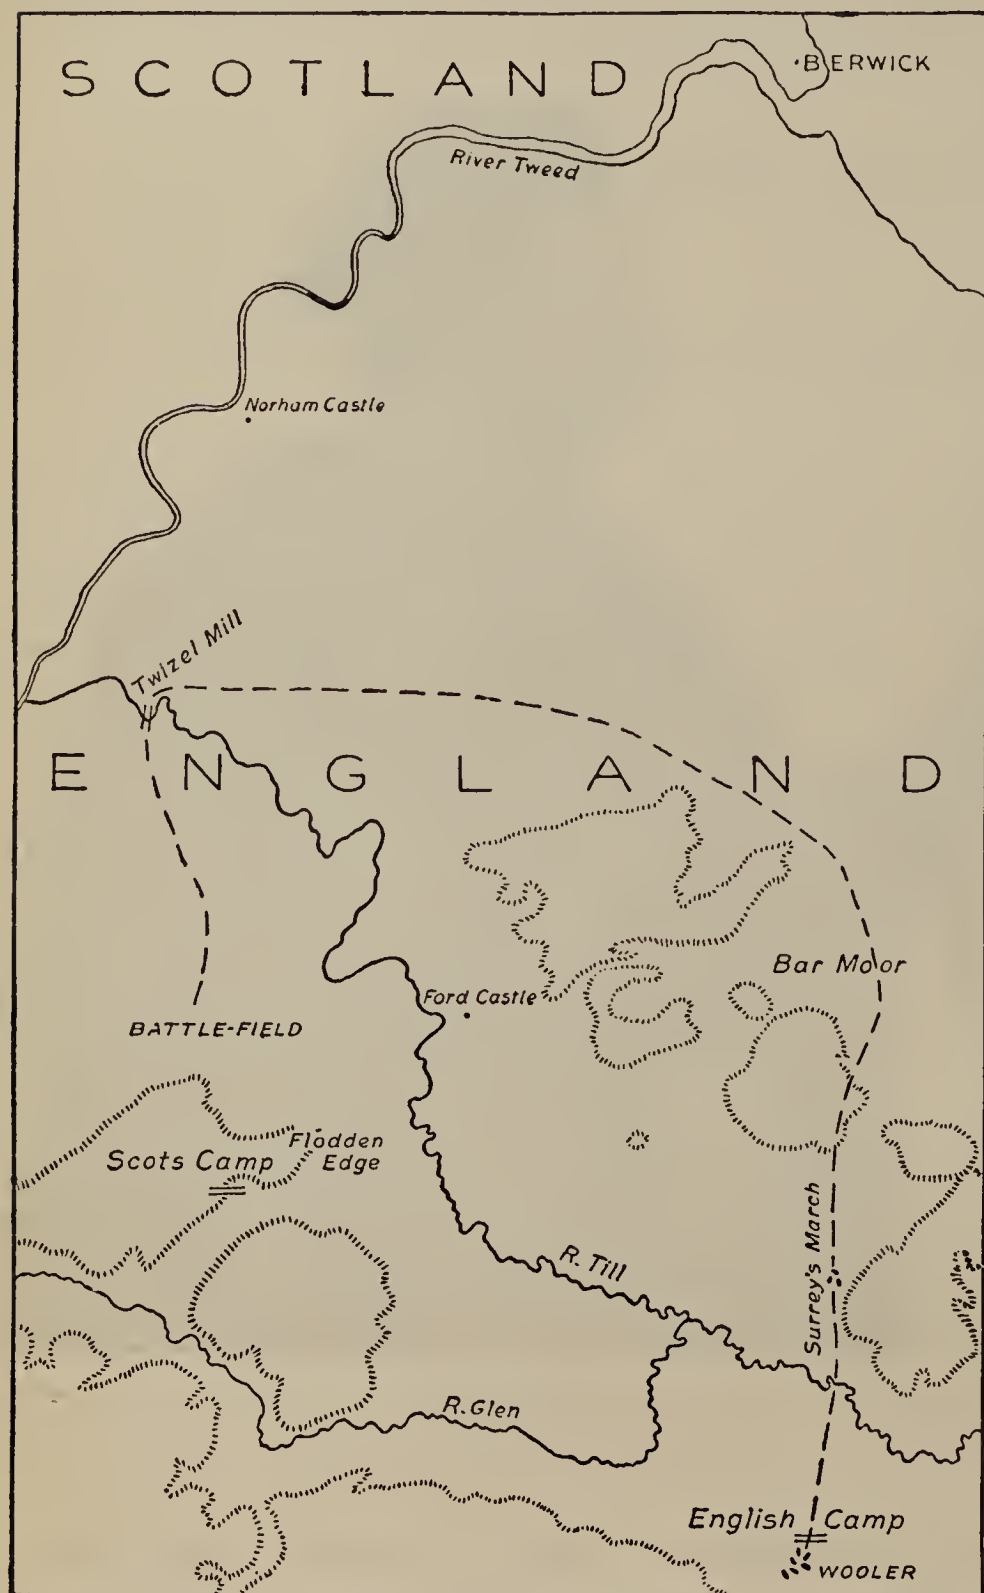 SCOTLAND
BERWICK
River Tweed
Norham Castle
Twizel Mill
ENGLAND
Bar Moor
Ford Castle
BATTLE-FIELD
Flodden
Edge
Scots Camp
Surrey's March
R. Till
R. Glen
English Camp
WOOLER